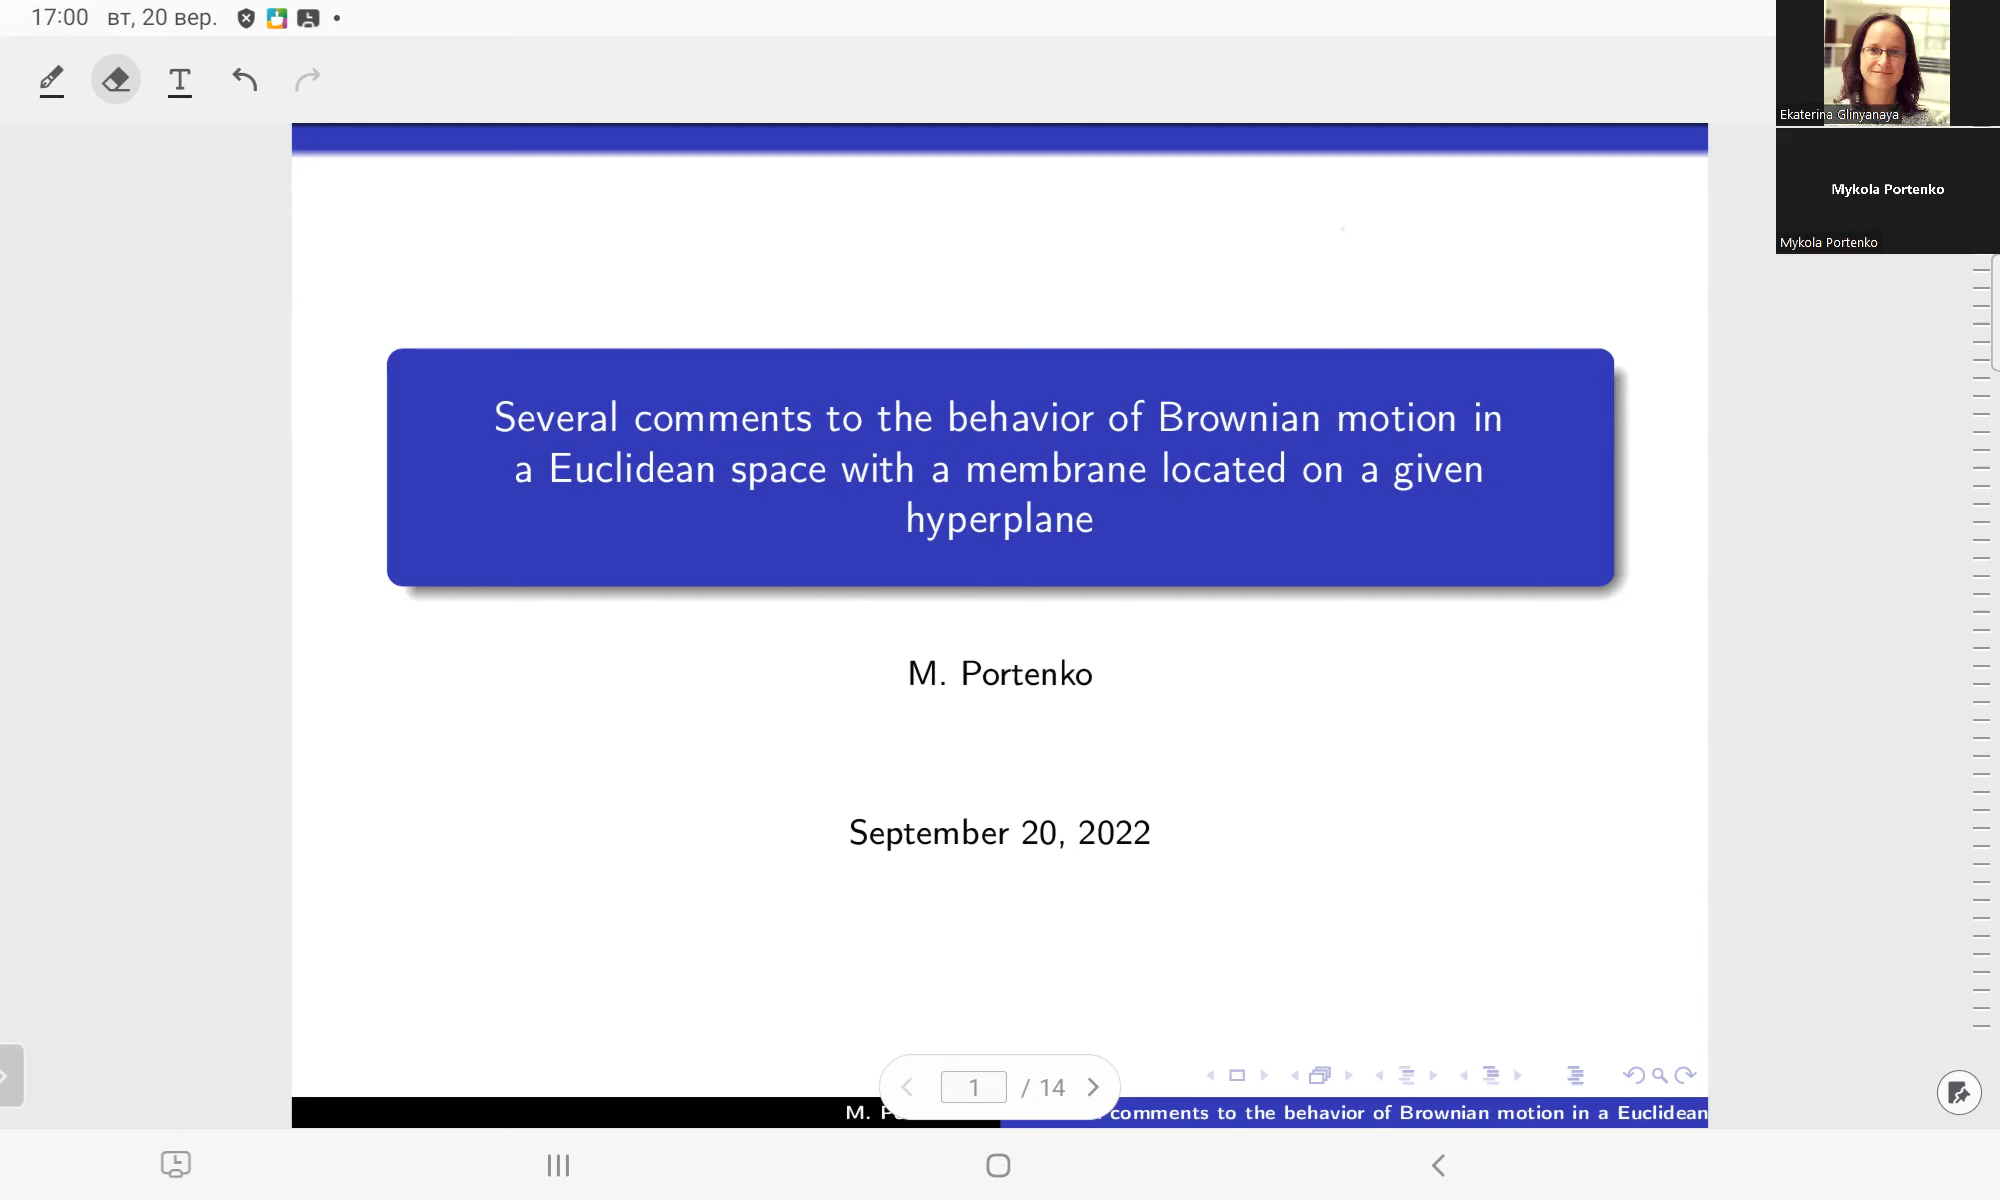 17:00 вт, 20 вер.
Ekaterina Glinyanaya
Mykola Portenko
Mykola Portenko
T
Several comments to the behavior of Brownian motion in
a Euclidean space with a membrane located on a given
hyperplane
M. Portenko
September 20, 2022
1 / 14
M. comments to the behavior of Brownian motion in a Euclidean